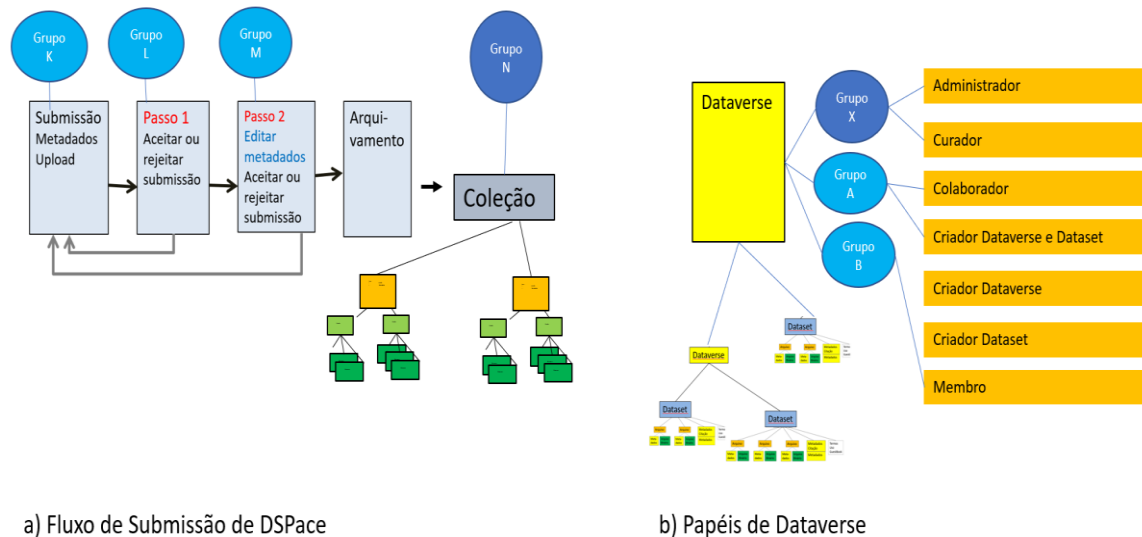 Grupo
K
Grupo
L
Grupo
M
Grupo
N
Submissão
Metadados
Upload
Passo 1
Aceitar ou
rejeitar
submissão
Passo 2
Editar
metadados
Aceitar ou
rejeitar
submissão
Arqui-
vamento
Coleção
a) Fluxo de Submissão de DSPace
Dataverse
Grupo
X
Grupo
A
Grupo
B
Administrador
Curador
Colaborador
Criador Dataverse e Dataset
Criador Dataverse
Criador Dataset
Membro
Dataset
Dataverse
Dataset
Dataset
b) Papéis de Dataverse